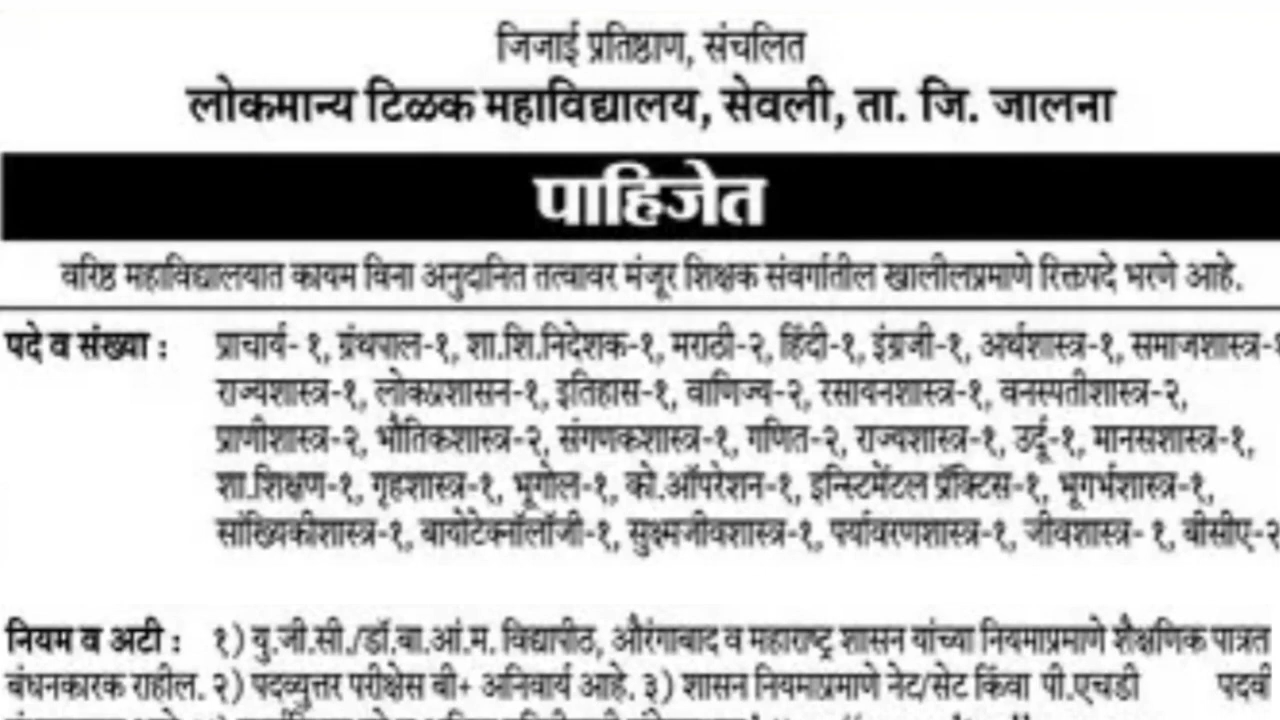 जिजाई प्रतिष्ठाण, संचलित
लोकमान्य टिळक महाविद्यालय, सेवली, ता. जि. जालना
पाहिजेत
वरिष्ठ महाविद्यालयात कायम विना अनुदानित तत्वावर मंजूर शिक्षक संवर्गातील खालीलप्रमाणे रिक्तपदे भरणे आहे.
पदे व संख्या : प्राचार्य- १, ग्रंथपाल-१, शा.शि.निदेशक-१, मराठी-२, हिंदी-१, इंग्रजी-१, अर्थशास्त्र-१, समाजशास्त्र-१
राज्यशास्त्र-१, लोकप्रशासन-१, इतिहास-१, वाणिज्य-२, रसायनशास्त्र-१, वनस्पतीशास्त्र-२,
प्राणीशास्त्र-२, भौतिकशास्त्र-२, संगणकशास्त्र-१, गणित-२, राज्यशास्त्र-१, उर्दू-१, मानसशास्त्र-१,
शा.शिक्षण-१, गृहशास्त्र-१, भूगोल-१, को.ऑपरेशन-१, इन्स्टिमेंटल प्रॅक्टिस-१, भूगर्भशास्त्र-१,
सांख्यिकीशास्त्र-१, बायोटेक्नॉलॉजी-१, सुक्ष्मजीवशास्त्र-१, पर्यावरणशास्त्र-१, जीवशास्त्र- १, बीसीए-२
नियम व अटी : १) यु.जी.सी./डॉ.बा.आं.म. विद्यापीठ, औरंगाबाद व महाराष्ट्र शासन यांच्या नियमाप्रमाणे शैक्षणिक पात्रत
बंधनकारक राहील. २) पदव्युत्तर परीक्षेस बी+ अनिवार्य आहे. ३) शासन नियमाप्रमाणे नेट/सेट किंवा पी.एचडी पदवी